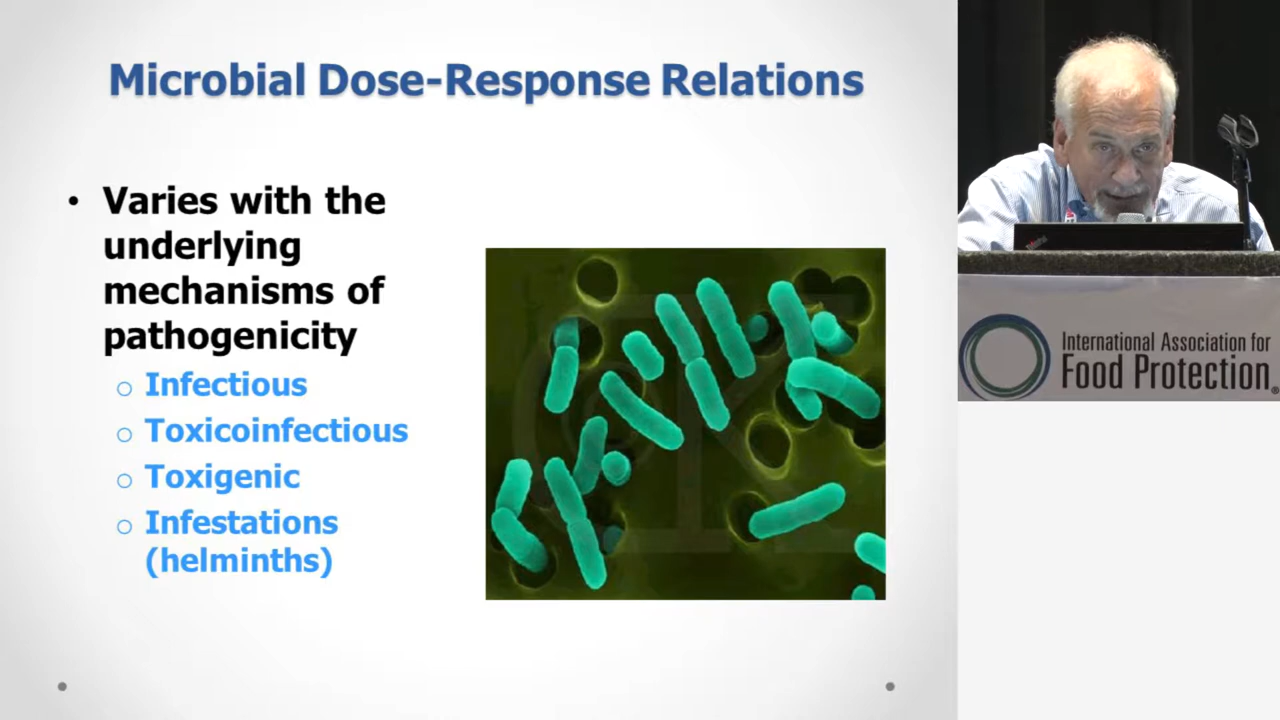 Microbial Dose-Response Relations
• Varies with the
underlying
mechanisms of
pathogenicity
o Infectious
o Toxicoinfectious
o Toxigenic
o Infestations
(helminths)
International Association for
Food Protection®